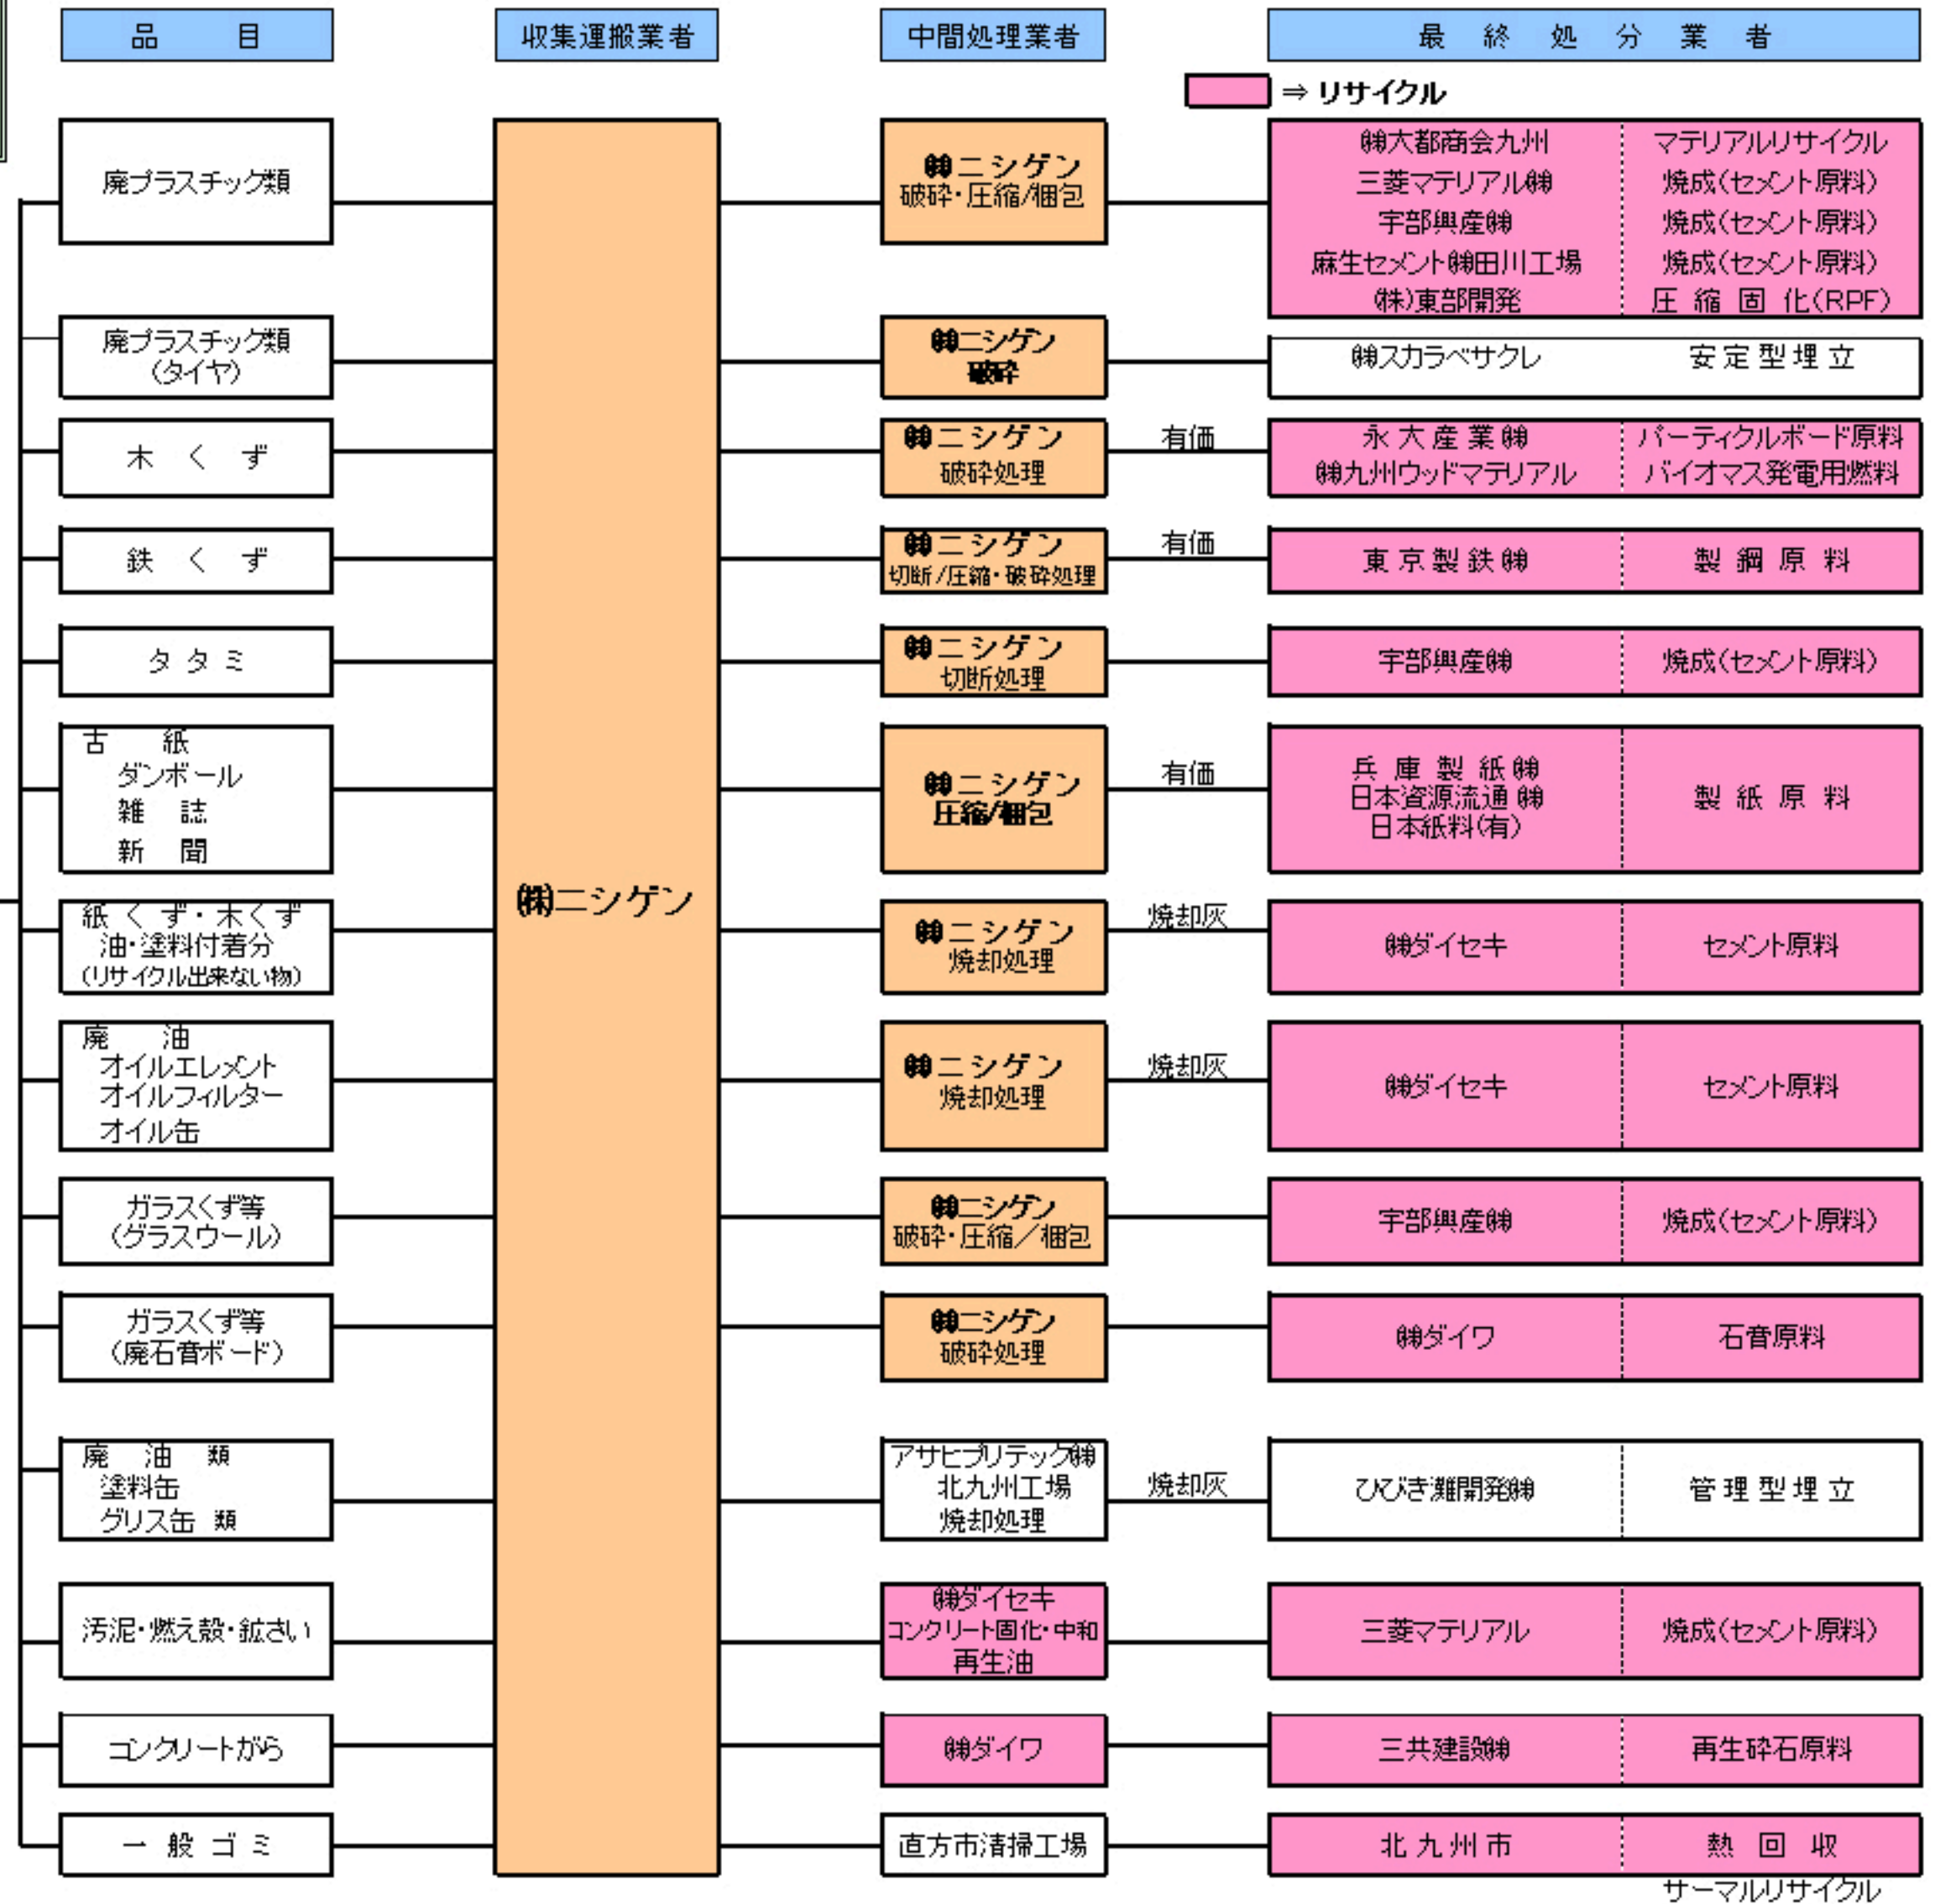 品　目
収集運搬業者
中間処理業者
最終処分業者
⇒ リサイクル
廃プラスチック類
㈱ニシゲン
破砕・圧縮/梱包
㈱大都商会九州 マテリアルリサイクル
三菱マテリアル㈱ 焼成(セメント原料)
宇部興産㈱ 焼成(セメント原料)
麻生セメント㈱田川工場 焼成(セメント原料)
(株)東部開発 圧縮固化(RPF)
廃プラスチック類
(タイヤ)
㈱ニシゲン
破砕
㈱スカラベサクレ 安定型埋立
木くず
㈱ニシゲン
破砕処理
有価
永大産業㈱ パーティクルボード原料
㈱九州ウッドマテリアル バイオマス発電用燃料
鉄くず
㈱ニシゲン
切断/圧縮・破砕処理
有価
東京製鉄㈱ 製鋼原料
タタミ
㈱ニシゲン
切断処理
宇部興産㈱ 焼成(セメント原料)
古　紙
ダンボール
雑　誌
新　聞
㈱ニシゲン
圧縮/梱包
有価
兵庫製紙㈱
日本資源流通㈱
日本紙料(有)
製紙原料
㈱ニシゲン
紙くず・木くず
油・塗料付着分
(リサイクル出来ない物)
㈱ニシゲン
焼却処理
焼却灰
㈱ダイセキ セメント原料
廃　油
オイルエレメント
オイルフィルター
オイル缶
㈱ニシゲン
焼却処理
焼却灰
㈱ダイセキ セメント原料
ガラスくず等
(グラスウール)
㈱ニシゲン
破砕・圧縮／梱包
宇部興産㈱ 焼成(セメント原料)
ガラスくず等
(廃石膏ボード)
㈱ニシゲン
破砕処理
㈱ダイワ 石膏原料
廃油類
塗料缶
グリス缶類
アサヒプリテック㈱
北九州工場
焼却処理
焼却灰
ひびき灘開発㈱ 管理型埋立
汚泥・燃え殻・鉱さい
㈱ダイセキ
コンクリート固化・中和
再生油
三菱マテリアル 焼成(セメント原料)
コンクリートがら
㈱ダイワ
三共建設㈱ 再生砕石原料
一般ゴミ
直方市清掃工場
北九州市 熱回収
サーマルリサイクル